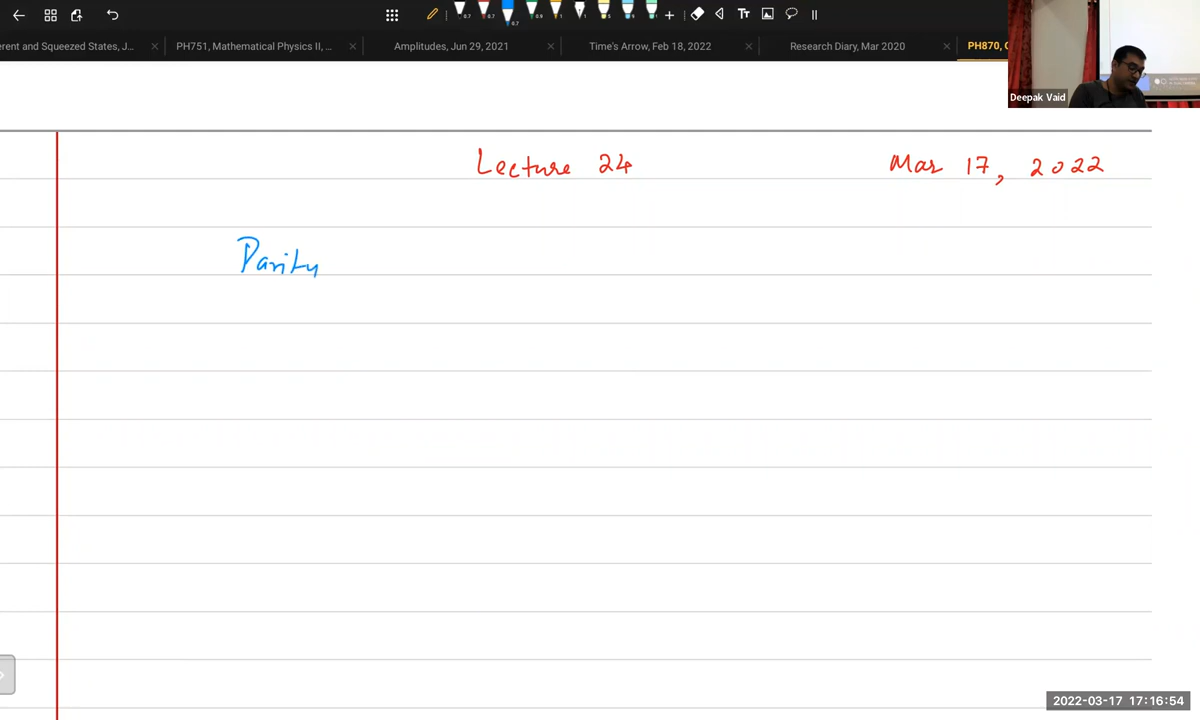 erent and Squeezed States, J...
PH751, Mathematical Physics II, ...
Amplitudes, Jun 29, 2021
Time's Arrow, Feb 18, 2022
Research Diary, Mar 2020
PH870,
Deepak Vaid
Lecture 24
Mar 17, 2022
Parity
2022-03-17 17:16:54